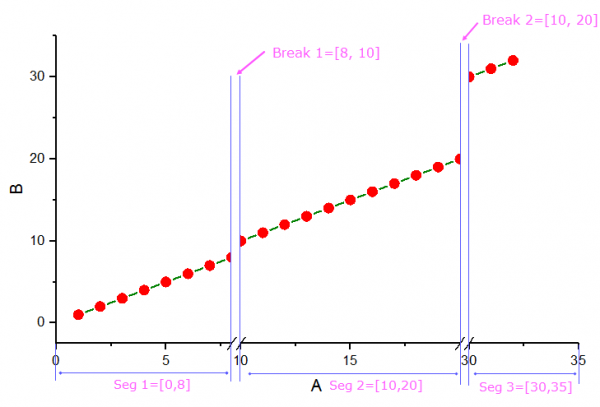 Break 2=[10, 20]
Break 1=[8, 10]
30
20
B
10
0
0 5 10 15 30 35
Seg 1=[0,8] A Seg 2=[10,20] Seg 3=[30,35]